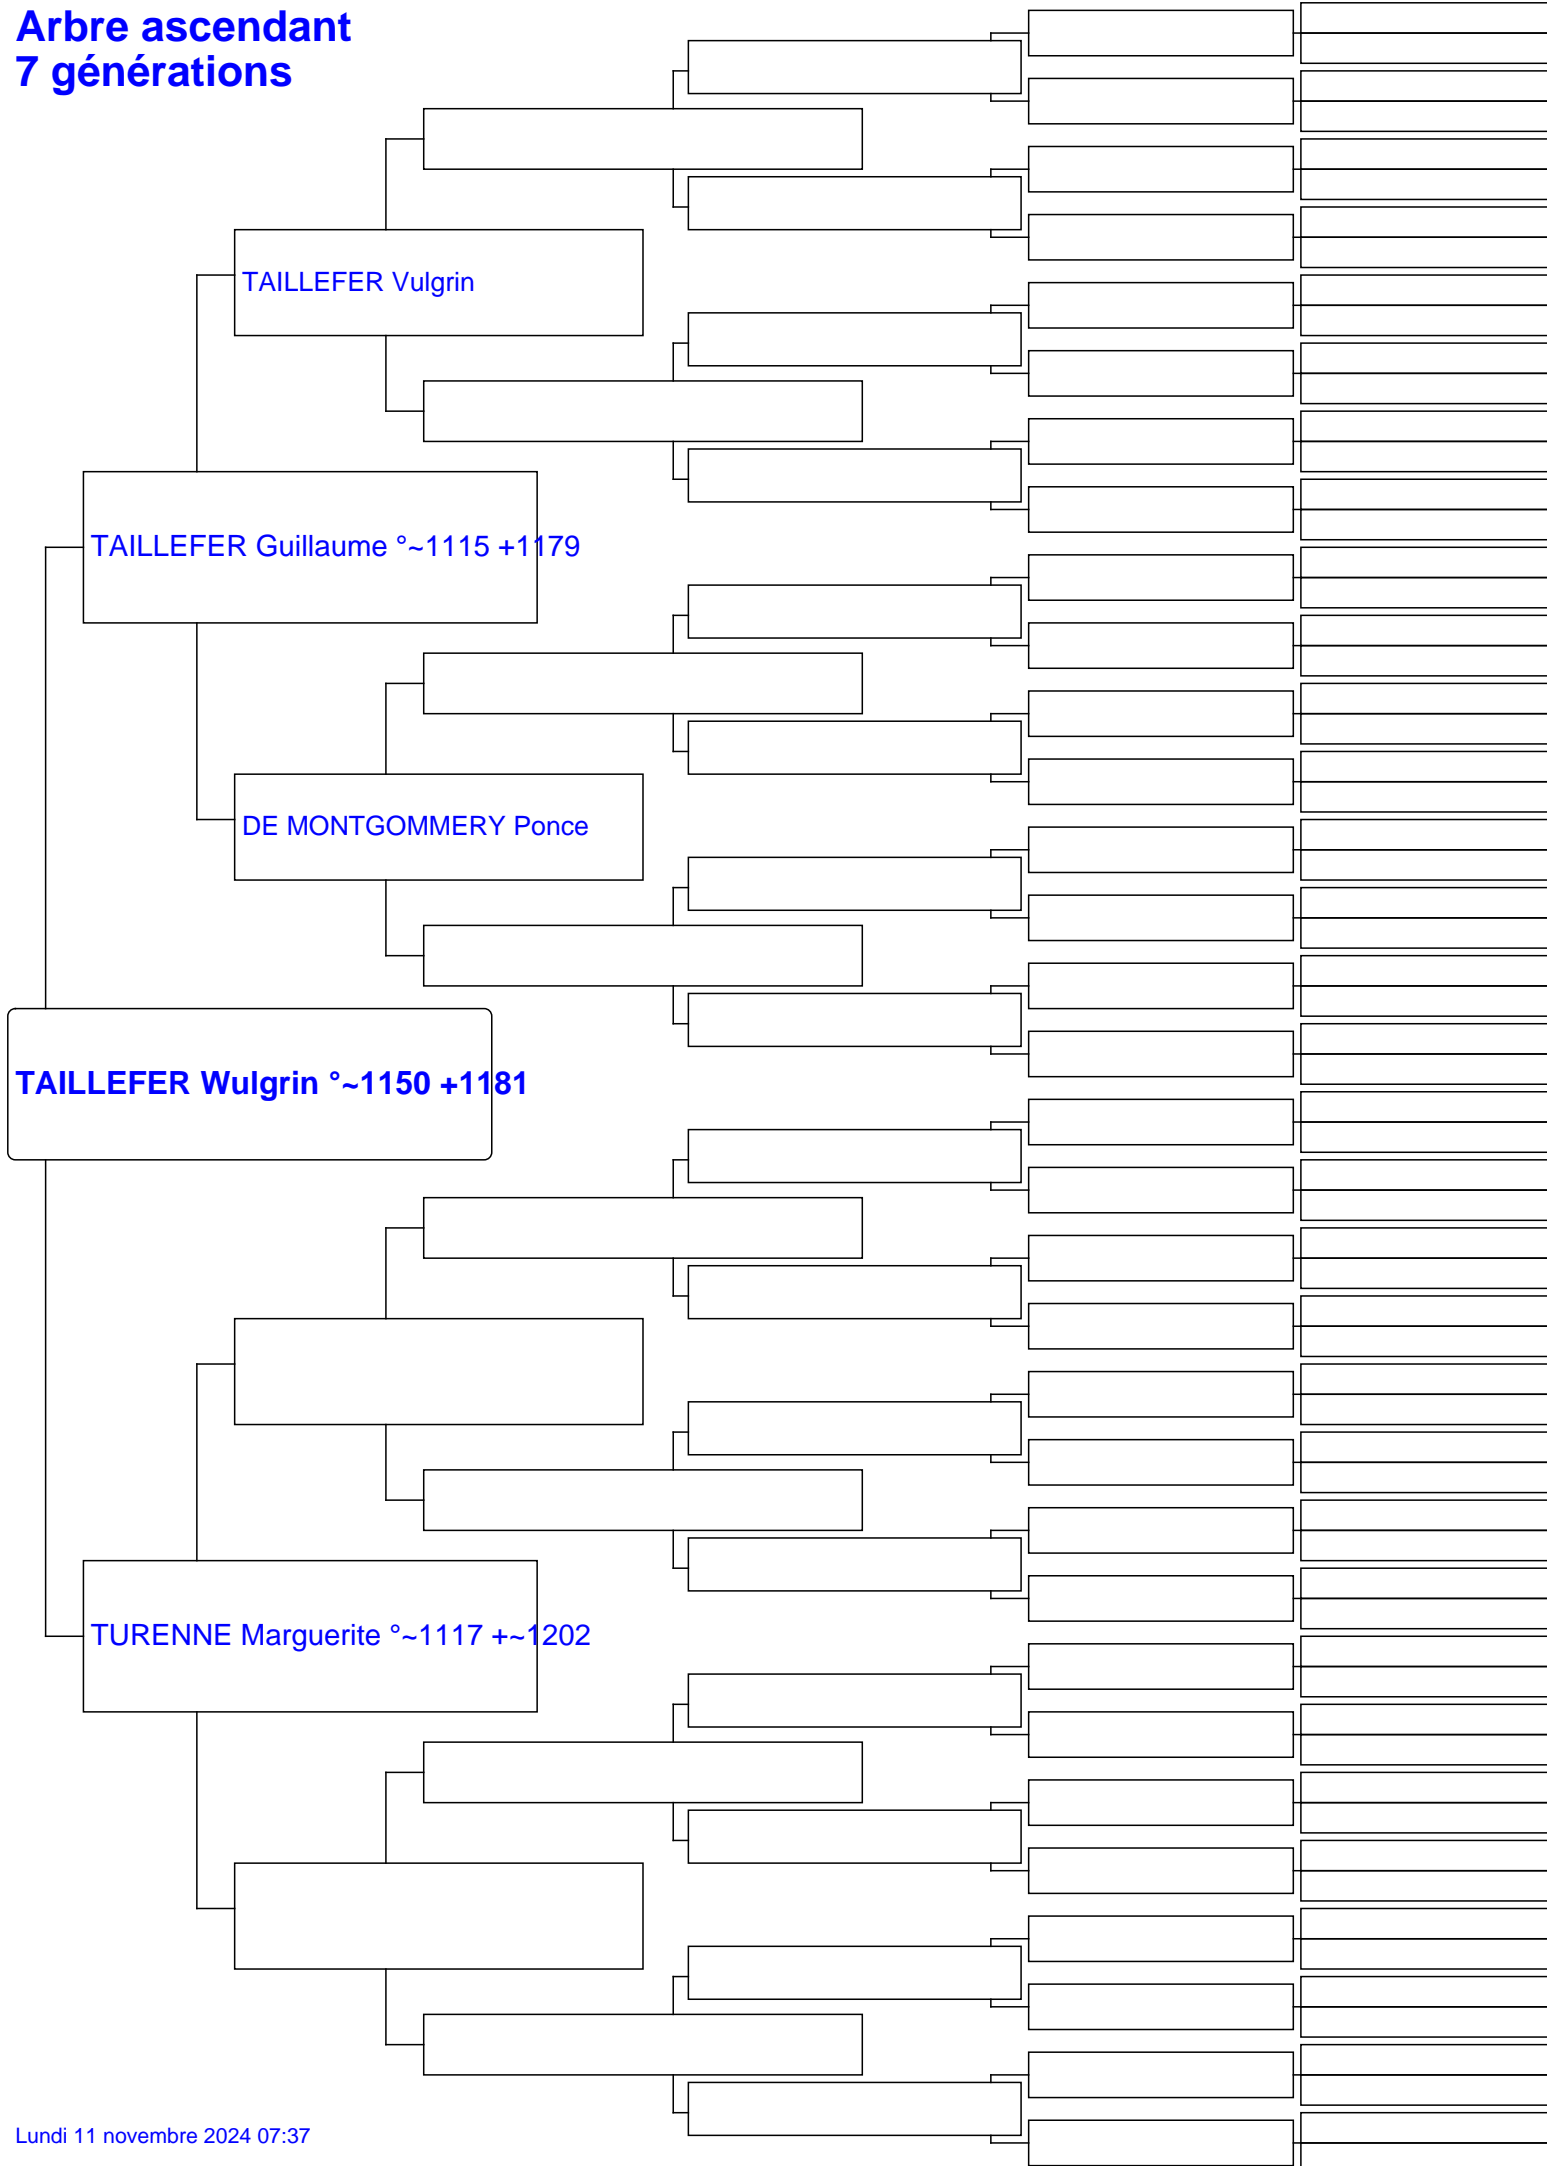 Arbre ascendant
7 générations
TAILLEFER Vulgrin
TAILLEFER Guillaume °~1115 +1179
DE MONTGOMMERY Ponce
TAILLEFER Wulgrin °~1150 +1181
TURENNE Marguerite °~1117 +~1202
Lundi 11 novembre 2024 07:37